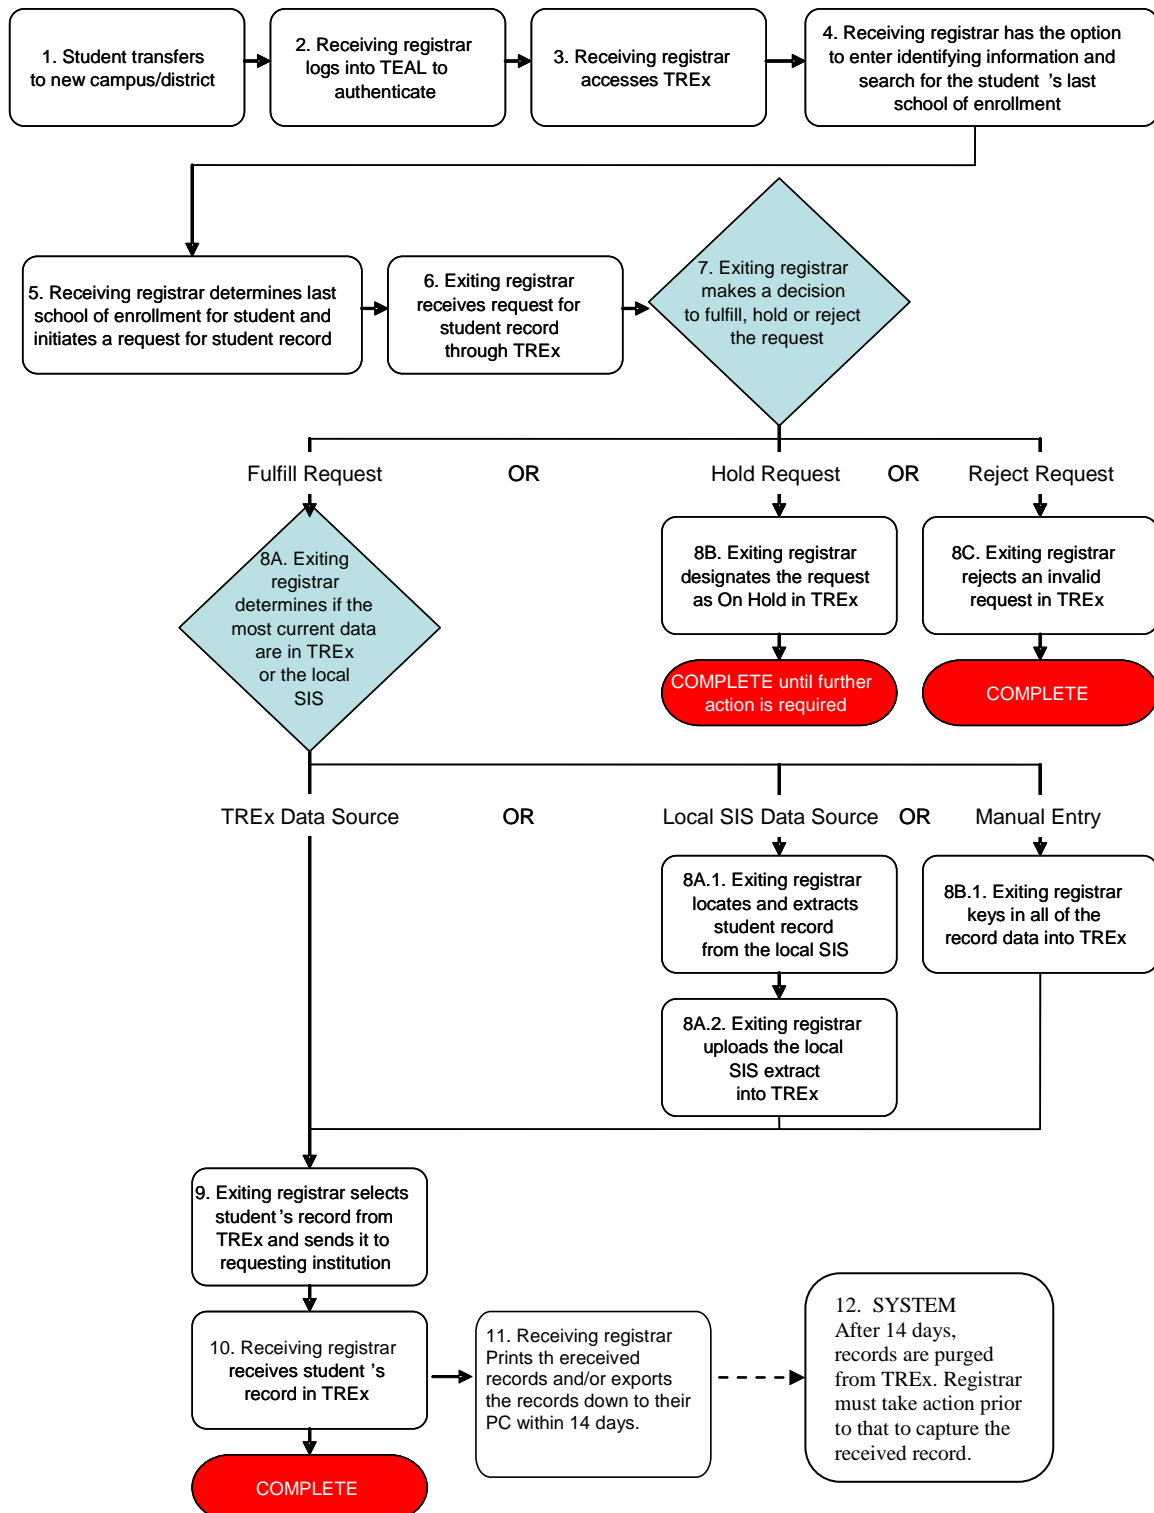 1. Student transfers
to new campus/district
2. Receiving registrar
logs into TEAL to
authenticate
3. Receiving registrar
accesses TREx
4. Receiving registrar has the option
to enter identifying information and
search for the student 's last
school of enrollment
5. Receiving registrar determines last
school of enrollment for student and
initiates a request for student record
6. Exiting registrar
receives request for
student record
through TREx
7. Exiting registrar
makes a decision
to fulfill, hold or reject
the request
Fulfill Request
OR
Hold Request
OR
Reject Request
8A. Exiting
registrar
determines if the
most current data
are in TREx
or the local
SIS
8B. Exiting registrar
designates the request
as On Hold in TREx
8C. Exiting registrar
rejects an invalid
request in TREx
COMPLETE until further
action is required
COMPLETE
TREx Data Source
OR
Local SIS Data Source
OR
Manual Entry
8A.1. Exiting registrar
locates and extracts
student record
from the local SIS
8B.1. Exiting registrar
keys in all of the
record data into TREx
8A.2. Exiting registrar
uploads the local
SIS extract
into TREx
9. Exiting registrar selects
student's record from
TREx and sends it to
requesting institution
10. Receiving registrar
receives student 's
record in TREx
11. Receiving registrar
Prints th ereceived
records and/or exports
the records down to their
PC within 14 days.
12. SYSTEM
After 14 days,
records are purged
from TREx. Registrar
must take action prior
to that to capture the
received record.
COMPLETE